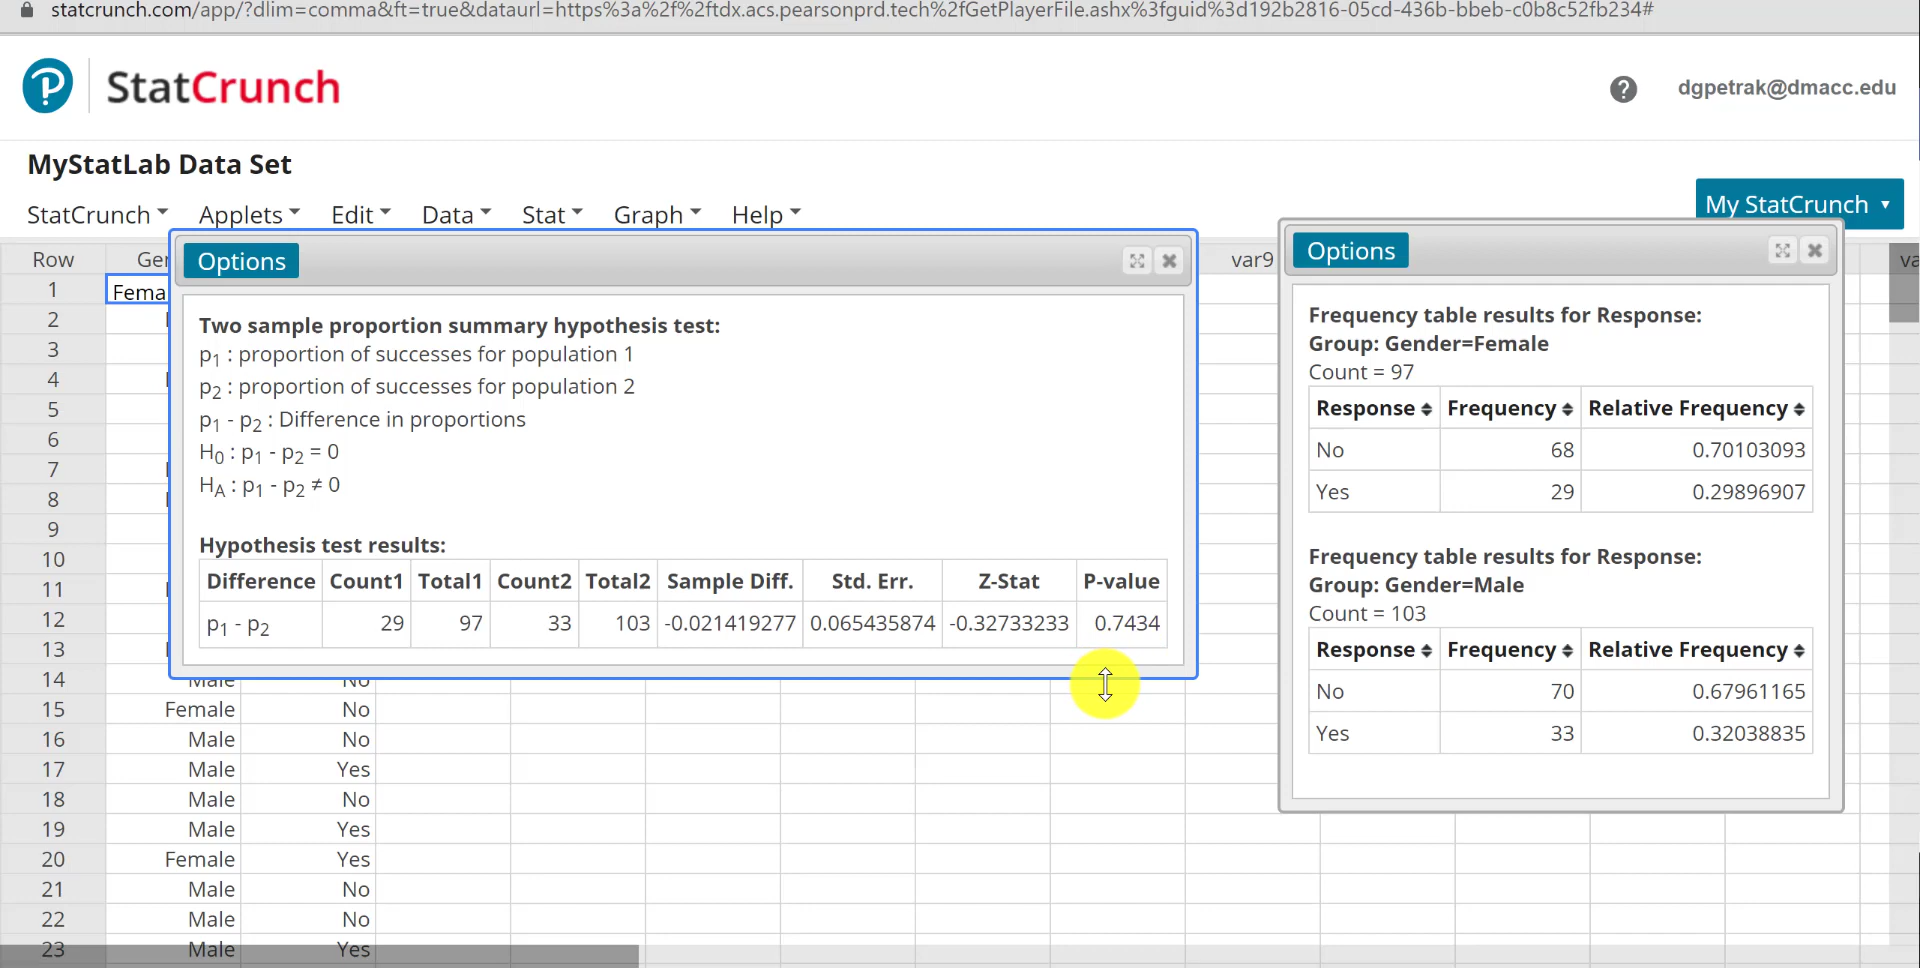 statcrunch.com/app/?dlim=comma&ft=true&dataurl=https%3a%2f%2ftdx.acs.pearsonprd.tech%2fGetPlayerFile.ashx%3fguid%3d192b2816-05cd-436b-bbeb-c0b8c52fb234#
P StatCrunch
? dgpetrak@dmacc.edu
MyStatLab Data Set
StatCrunch Applets Edit Data Stat Graph Help
My StatCrunch
Row Ger var9 va
Options
Two sample proportion summary hypothesis test:
p1 : proportion of successes for population 1
p2 : proportion of successes for population 2
p1 - p2 : Difference in proportions
H0 : p1 - p2 = 0
HA : p1 - p2 ≠ 0
Hypothesis test results:
Difference Count1 Total1 Count2 Total2 Sample Diff. Std. Err. Z-Stat P-value
p1 - p2 29 97 33 103 -0.021419277 0.065435874 -0.32733233 0.7434
Options
Frequency table results for Response:
Group: Gender=Female
Count = 97
Response Frequency Relative Frequency
No 68 0.70103093
Yes 29 0.29896907
Frequency table results for Response:
Group: Gender=Male
Count = 103
Response Frequency Relative Frequency
No 70 0.67961165
Yes 33 0.32038835
1 Fema
2
3
4
5
6
7
8
9
10
11
12
13
14 Male No
15 Female No
16 Male No
17 Male Yes
18 Male No
19 Male Yes
20 Female Yes
21 Male No
22 Male No
23 Male Yes